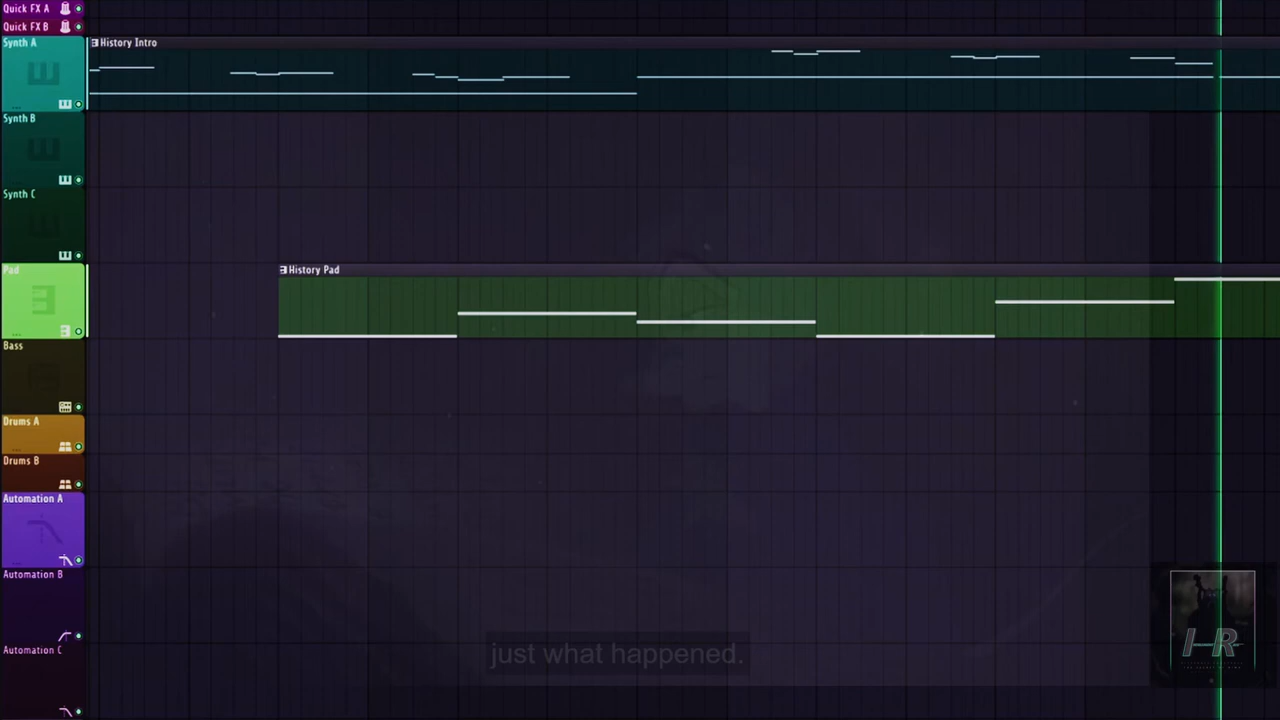 Quick FX A
Quick FX B
Synth A
History Intro
Synth B
Synth C
Pad
History Pad
Bass
Drums A
Drums B
Automation A
Automation B
Automation C
just what happened.